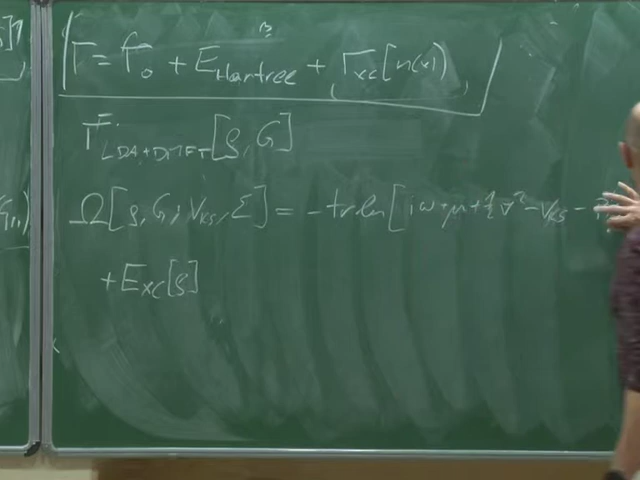 Γ = Γ₀ + E_Hartree + Γ_xc[n(x)]
Γ_LDA+DMFT[ρ, G]
Ω[ρ, G; V_KS, Σ] = - tr ln[iω + μ + ½∇² - V_KS -
+ E_xc[ρ]